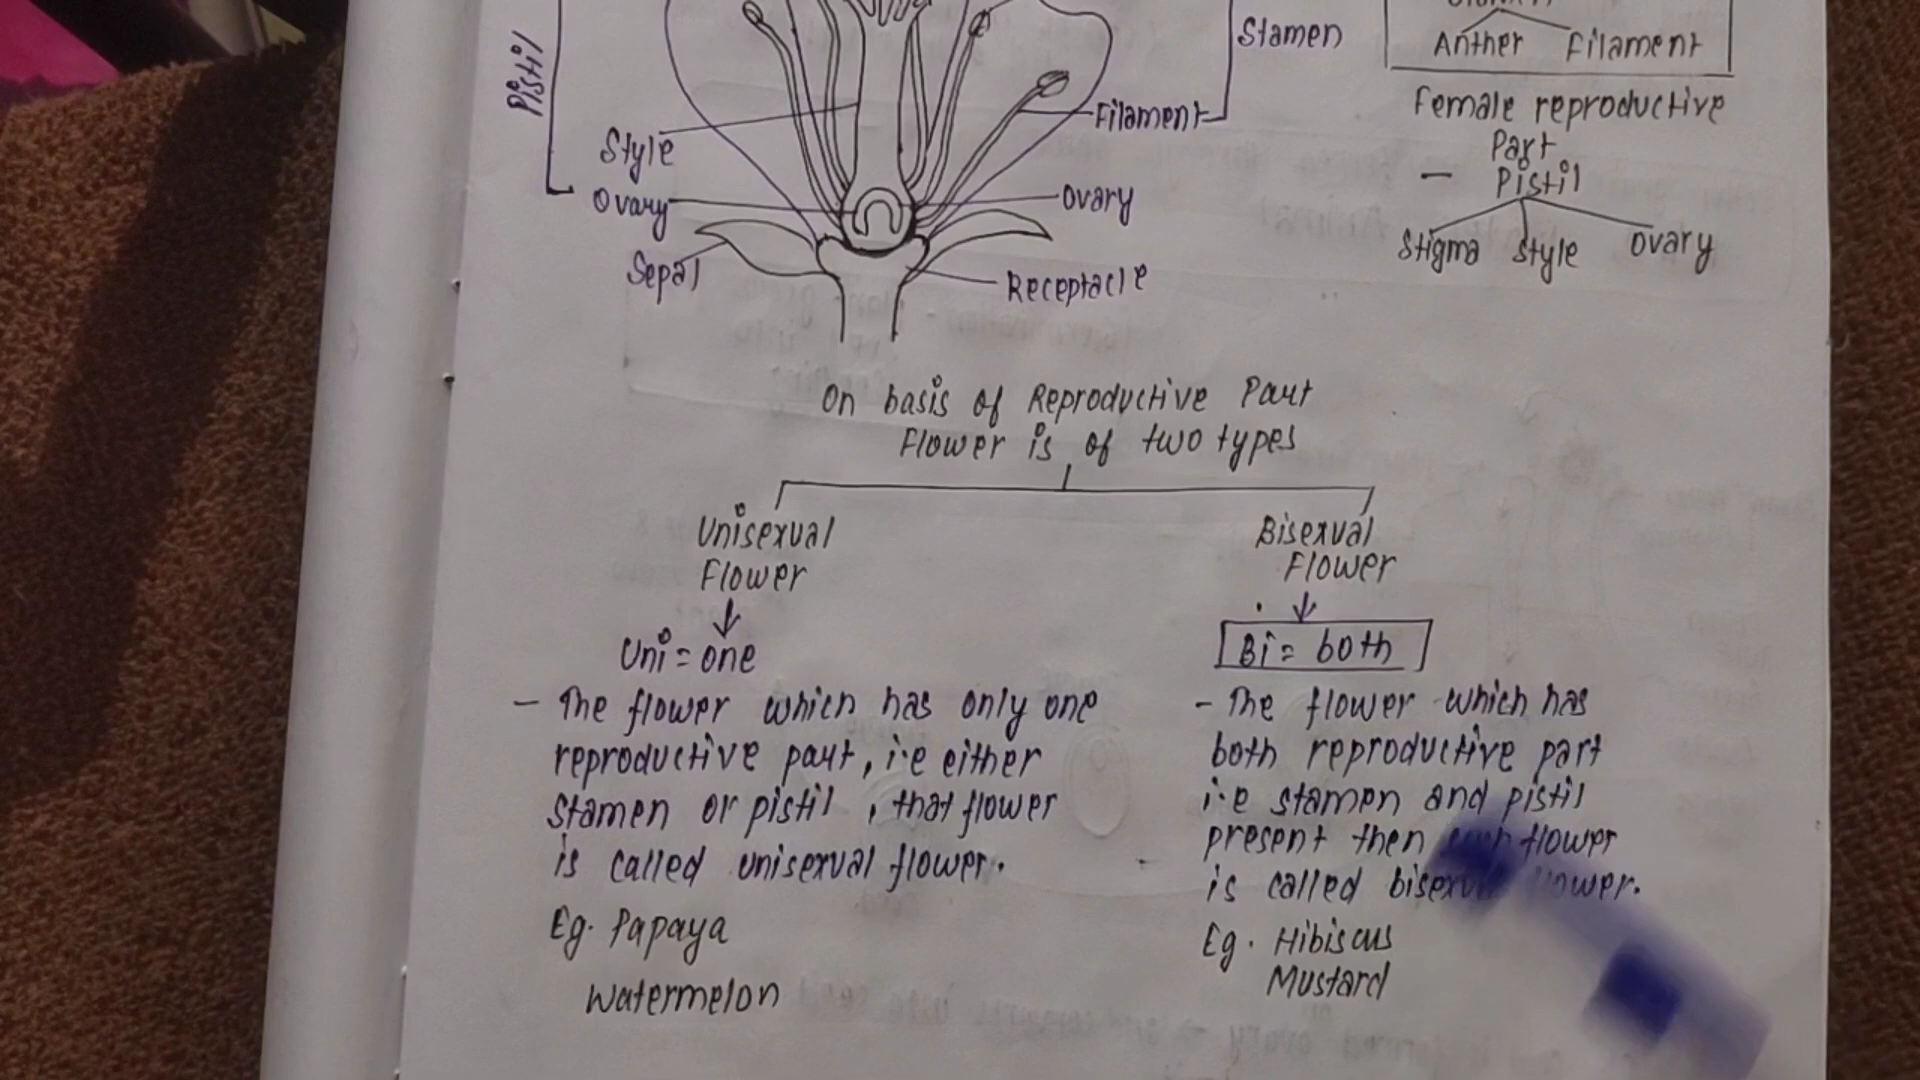 Pistil
Style
Ovary
Sepal
Stamen
Filament
Ovary
Receptacle
Anther Filament
Female reproductive
Part
- Pistil
Stigma Style Ovary
On basis of Reproductive Part
Flower is of two types
Unisexual
Flower
Uni = one
- The flower which has only one
reproductive part, i.e either
stamen or pistil, that flower
is called unisexual flower.
Eg. Papaya
Watermelon
Bisexual
Flower
Bi = both
- The flower which has
both reproductive part
i.e stamen and pistil
present then flower
is called
Eg. Hibiscus
Mustard